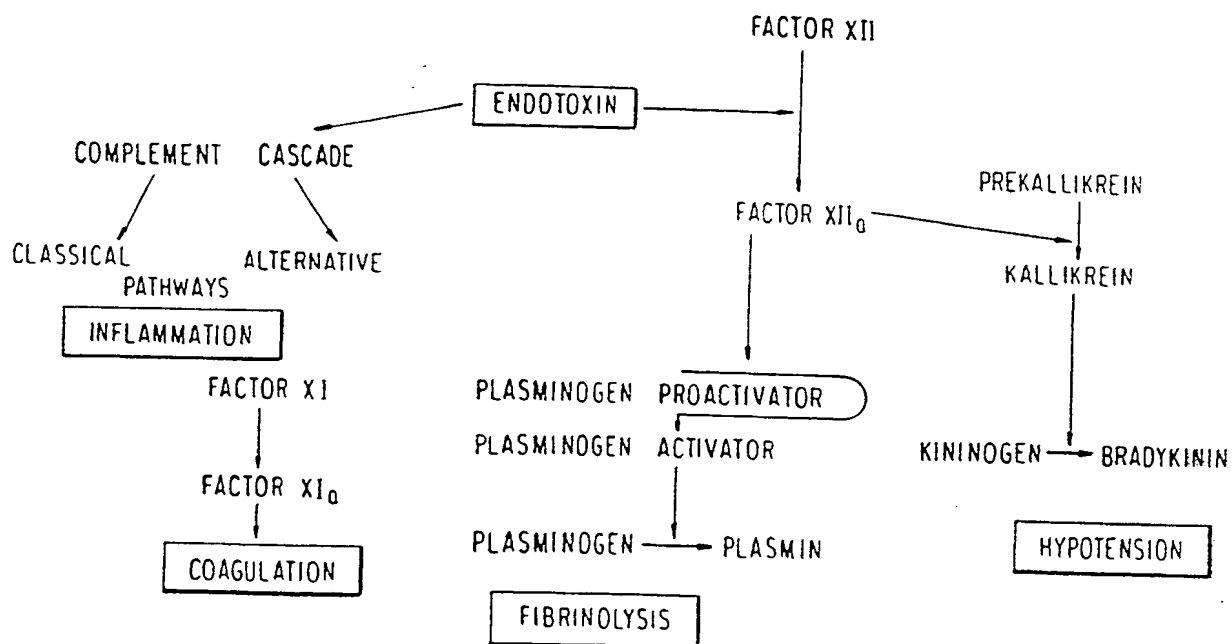 FACTOR XII
ENDOTOXIN
COMPLEMENT CASCADE
CLASSICAL
ALTERNATIVE
PATHWAYS
INFLAMMATION
FACTOR XI
FACTOR XIa
COAGULATION
FACTOR XIIa
PLASMINOGEN PROACTIVATOR
PLASMINOGEN ACTIVATOR
PLASMINOGEN
PLASMIN
FIBRINOLYSIS
PREKALLIKREIN
KALLIKREIN
KININOGEN
BRADYKININ
HYPOTENSION